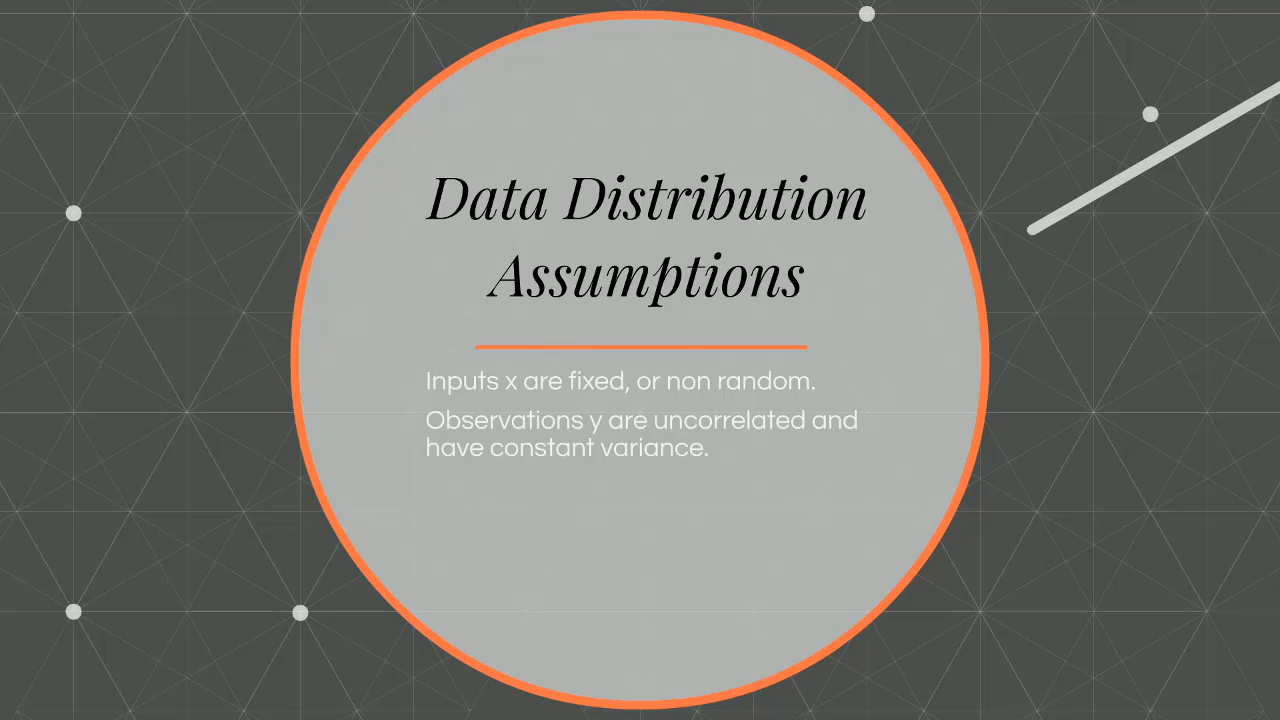 Data Distribution
Assumptions
Inputs x are fixed, or non random.
Observations y are uncorrelated and
have constant variance.